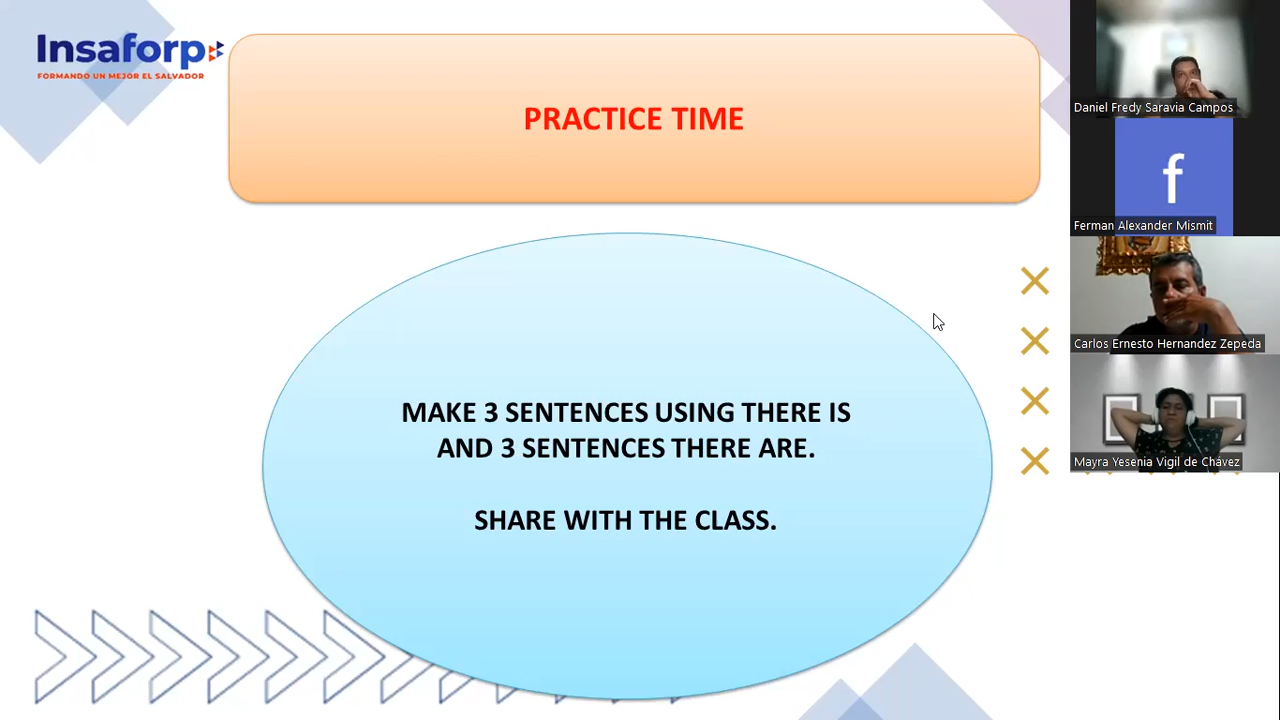 Insaforp
FORMANDO UN MEJOR EL SALVADOR
PRACTICE TIME
MAKE 3 SENTENCES USING THERE IS
AND 3 SENTENCES THERE ARE.
SHARE WITH THE CLASS.
Daniel Fredy Saravia Campos
f
Ferman Alexander Mismit
Carlos Ernesto Hernandez Zepeda
Mayra Yesenia Vigil de Chávez